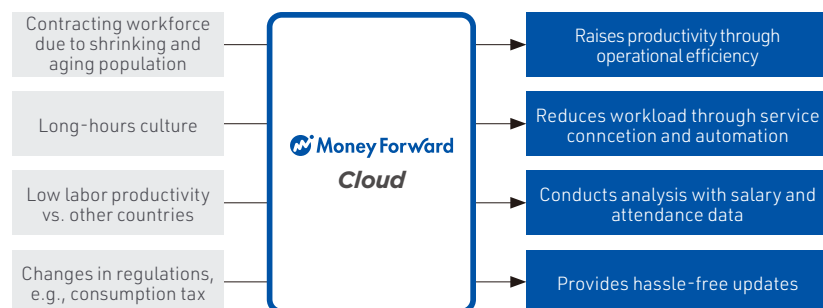 Contracting workforce
due to shrinking and
aging population
Raises productivity through
operational efficiency
Long-hours culture
Reduces workload through service
conncetion and automation
Money Forward
Cloud
Low labor productivity
vs. other countries
Conducts analysis with salary and
attendance data
Changes in regulations,
e.g., consumption tax
Provides hassle-free updates